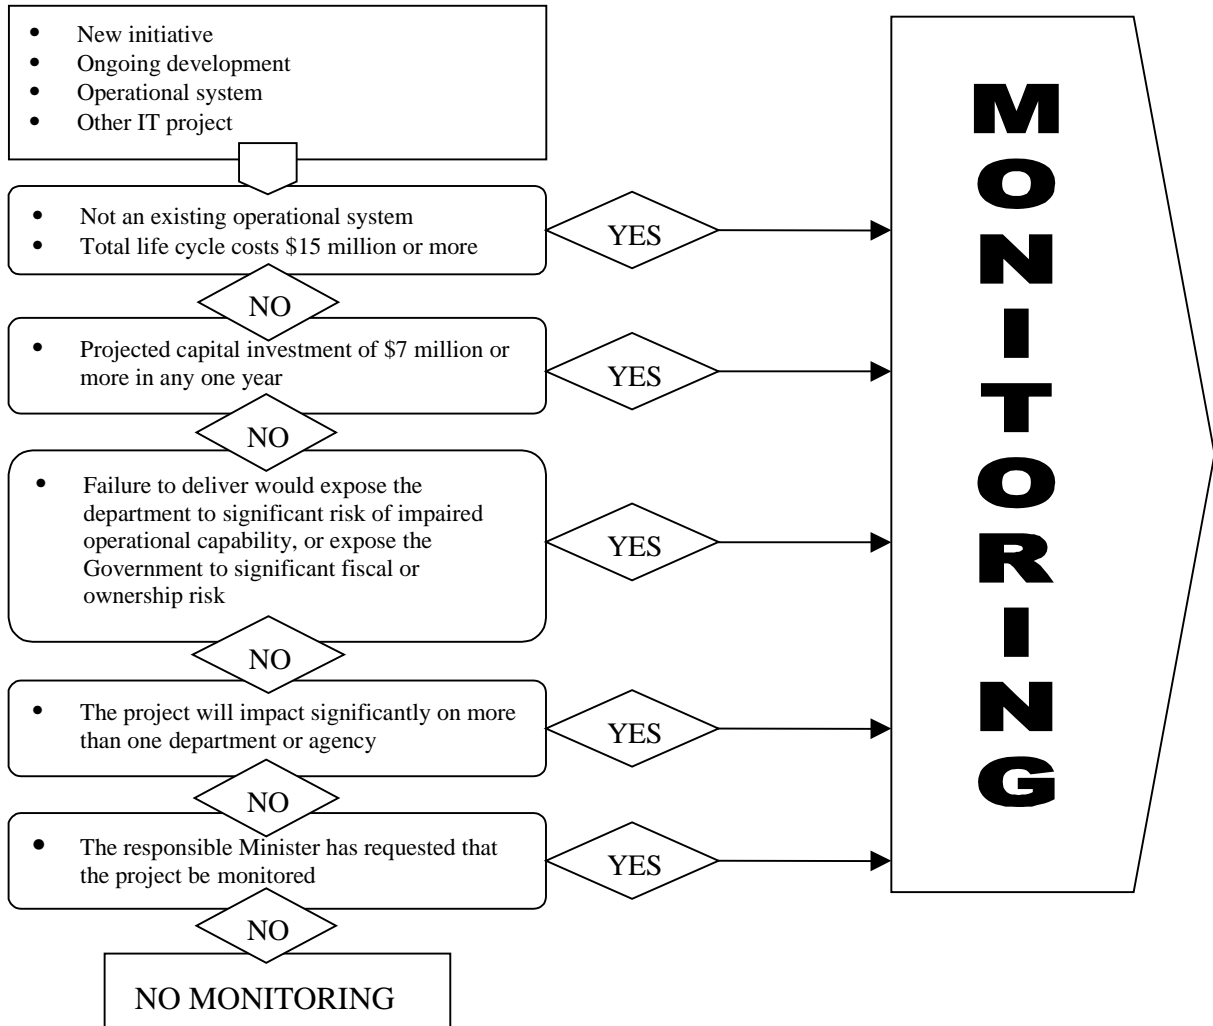 • New initiative
• Ongoing development
• Operational system
• Other IT project
• Not an existing operational system
• Total life cycle costs $15 million or more
YES
NO
• Projected capital investment of $7 million or
more in any one year
YES
NO
• Failure to deliver would expose the
department to significant risk of impaired
operational capability, or expose the
Government to significant fiscal or
ownership risk
YES
NO
• The project will impact significantly on more
than one department or agency
YES
NO
• The responsible Minister has requested that
the project be monitored
YES
NO
NO MONITORING
MONITORING